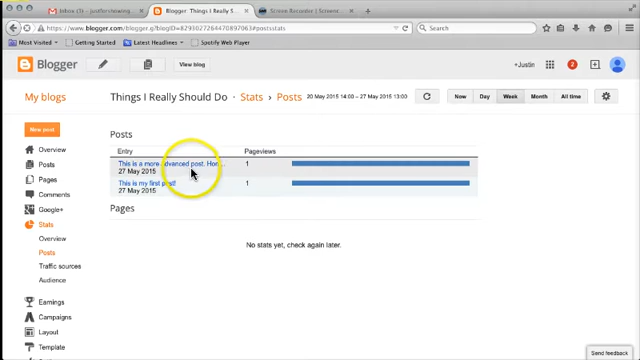 Inbox (3) - justforviewing...
Blogger: Things I Really S...
Screen Recorder | Screenr...
https://www.blogger.com/blogger.g?blogID=8293027264470897063#postsstats
Search
Most Visited
Getting Started
Latest Headlines
Spotify Web Player
Blogger
View blog
+Justin
2
My blogs
Things I Really Should Do · Stats › Posts
20 May 2015 14:00 – 27 May 2015 13:00
Now
Day
Week
Month
All time
New post
Overview
Posts
Pages
Comments
Google+
Stats
Overview
Posts
Traffic sources
Audience
Earnings
Campaigns
Layout
Template
Posts
Entry
Pageviews
This is a more advanced post. Hor...
1
27 May 2015
This is my first post!
1
27 May 2015
Pages
No stats yet, check again later.
Send feedback